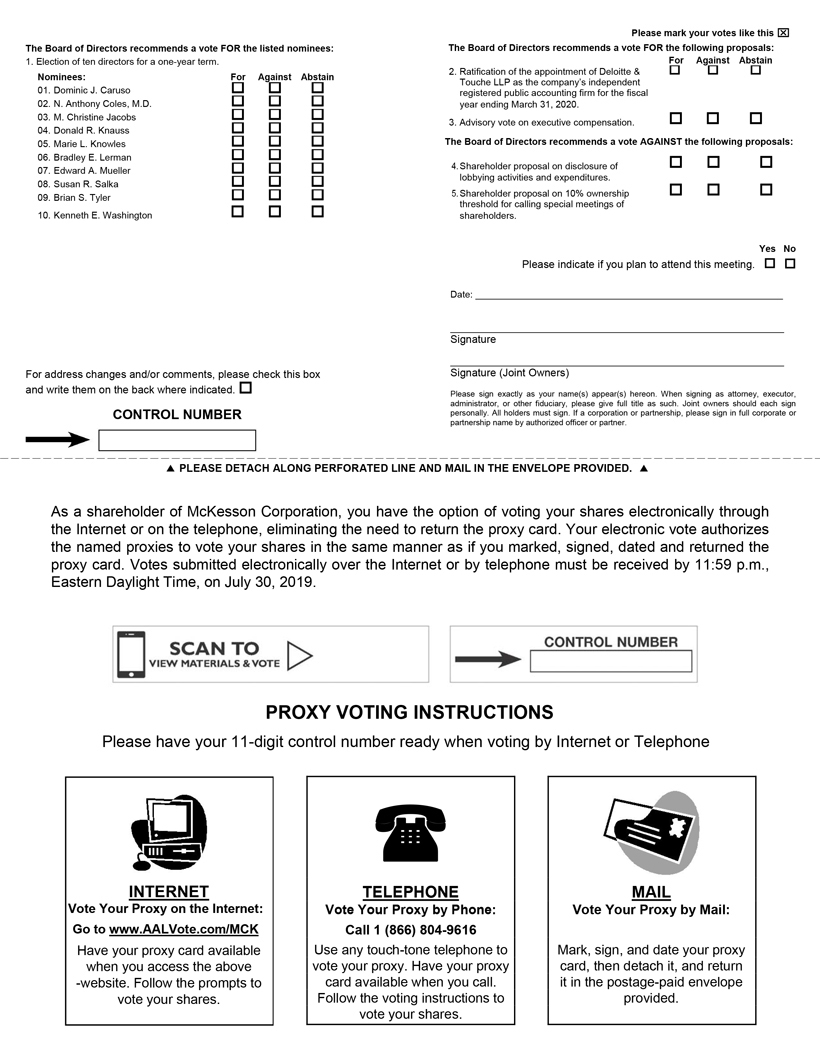 Please mark your votes like this ☒
The Board of Directors recommends a vote FOR the listed nominees:
1. Election of ten directors for a one-year term.
Nominees: For Against Abstain
01. Dominic J. Caruso ☐ ☐ ☐
02. N. Anthony Coles, M.D. ☐ ☐ ☐
03. M. Christine Jacobs ☐ ☐ ☐
04. Donald R. Knauss ☐ ☐ ☐
05. Marie L. Knowles ☐ ☐ ☐
06. Bradley E. Lerman ☐ ☐ ☐
07. Edward A. Mueller ☐ ☐ ☐
08. Susan R. Salka ☐ ☐ ☐
09. Brian S. Tyler ☐ ☐ ☐
10. Kenneth E. Washington ☐ ☐ ☐
For address changes and/or comments, please check this box
and write them on the back where indicated. ☐
CONTROL NUMBER
The Board of Directors recommends a vote FOR the following proposals:
For Against Abstain
2. Ratification of the appointment of Deloitte & ☐ ☐ ☐
Touche LLP as the company's independent
registered public accounting firm for the fiscal
year ending March 31, 2020.
3. Advisory vote on executive compensation. ☐ ☐ ☐
The Board of Directors recommends a vote AGAINST the following proposals:
4. Shareholder proposal on disclosure of ☐ ☐ ☐
lobbying activities and expenditures.
5. Shareholder proposal on 10% ownership ☐ ☐ ☐
threshold for calling special meetings of
shareholders.
Yes No
Please indicate if you plan to attend this meeting. ☐ ☐
Date:
Signature
Signature (Joint Owners)
Please sign exactly as your name(s) appear(s) hereon. When signing as attorney, executor,
administrator, or other fiduciary, please give full title as such. Joint owners should each sign
personally. All holders must sign. If a corporation or partnership, please sign in full corporate or
partnership name by authorized officer or partner.
▲ PLEASE DETACH ALONG PERFORATED LINE AND MAIL IN THE ENVELOPE PROVIDED. ▲
As a shareholder of McKesson Corporation, you have the option of voting your shares electronically through
the Internet or on the telephone, eliminating the need to return the proxy card. Your electronic vote authorizes
the named proxies to vote your shares in the same manner as if you marked, signed, dated and returned the
proxy card. Votes submitted electronically over the Internet or by telephone must be received by 11:59 p.m.,
Eastern Daylight Time, on July 30, 2019.
SCAN TO
VIEW MATERIALS & VOTE
CONTROL NUMBER
PROXY VOTING INSTRUCTIONS
Please have your 11-digit control number ready when voting by Internet or Telephone
INTERNET
Vote Your Proxy on the Internet:
Go to www.AALVote.com/MCK
Have your proxy card available
when you access the above
-website. Follow the prompts to
vote your shares.
TELEPHONE
Vote Your Proxy by Phone:
Call 1 (866) 804-9616
Use any touch-tone telephone to
vote your proxy. Have your proxy
card available when you call.
Follow the voting instructions to
vote your shares.
MAIL
Vote Your Proxy by Mail:
Mark, sign, and date your proxy
card, then detach it, and return
it in the postage-paid envelope
provided.